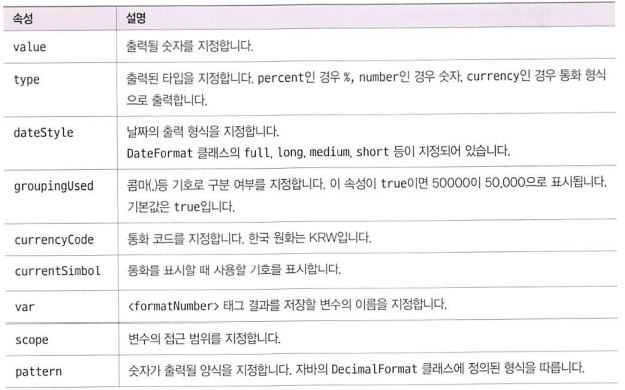 속성 설명
value 출력될 숫자를 지정합니다.
type 출력된 타입을 지정합니다. percent인 경우 %, number인 경우 숫자, currency인 경우 통화 형식
으로 출력합니다.
dateStyle 날짜의 출력 형식을 지정합니다.
DateFormat 클래스의 full, long, medium, short 등이 지정되어 있습니다.
groupingUsed 콤마(,)등 기호로 구분 여부를 지정합니다. 이 속성이 true이면 50000이 50,000으로 표시됩니다.
기본값은 true입니다.
currencyCode 통화 코드를 지정합니다. 한국 원화는 KRW입니다.
currentSimbol 통화를 표시할 때 사용할 기호를 표시합니다.
var <formatNumber> 태그 결과를 저장할 변수의 이름을 지정합니다.
scope 변수의 접근 범위를 지정합니다.
pattern 숫자가 출력될 양식을 지정합니다. 자바의 DecimalFormat 클래스에 정의된 형식을 따릅니다.